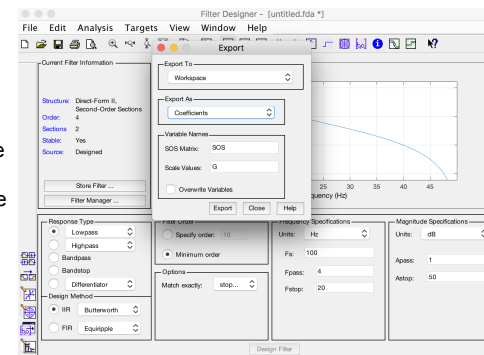 Filter Designer - [untitled.fda *]
File Edit Analysis Targets View Window Help
Export
Current Filter Information
Structure: Direct-Form II,
Second-Order Sections
Order: 4
Sections 2
Stable: Yes
Source: Designed
Store Filter ...
Filter Manager ...
Export To
Workspace
Export As
Coefficients
Variable Names
SOS Matrix: SOS
Scale Values: G
Overwrite Variables
Export Close Help
25 30 35 40 45
quency (Hz)
Response Type
Lowpass
Highpass
Bandpass
Bandstop
Differentiator
Design Method
IIR Butterworth
FIR Equiripple
Filter Order
Specify order: 10
Minimum order
Options
Match exactly: stop...
Frequency Specifications
Units: Hz
Fs: 100
Fpass: 4
Fstop: 20
Magnitude Specifications
Units: dB
Apass: 1
Astop: 50
Design Filter
e
e